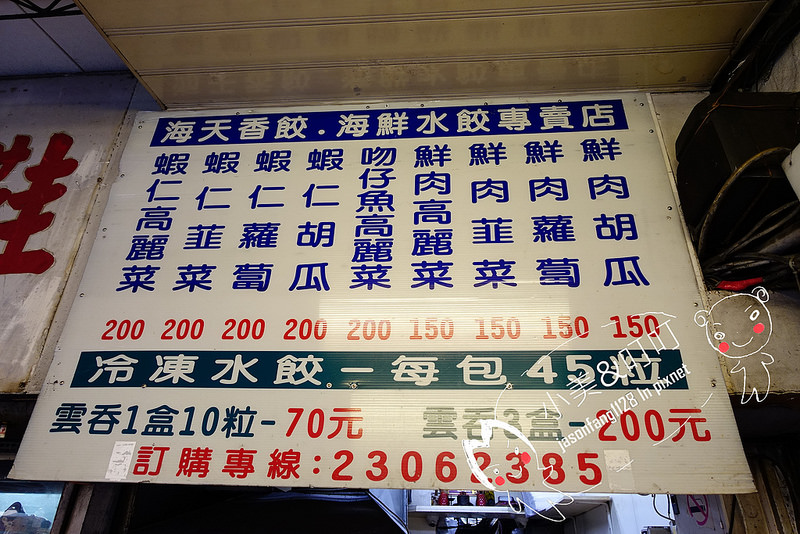 鞋
海天香餃．海鮮水餃專賣店
蝦仁高麗菜
蝦仁韮菜
蝦仁蘿蔔
蝦仁胡瓜
吻仔魚高麗菜
鮮肉高麗菜
鮮肉韮菜
鮮肉蘿蔔
鮮肉胡瓜
200 200 200 200 200 150 150 150 150
冷凍水餃－每包45粒
雲吞1盒10粒-70元 雲吞3盒-200元
訂購專線:23062385
小美&町町
jasonfang1128 in pixnet